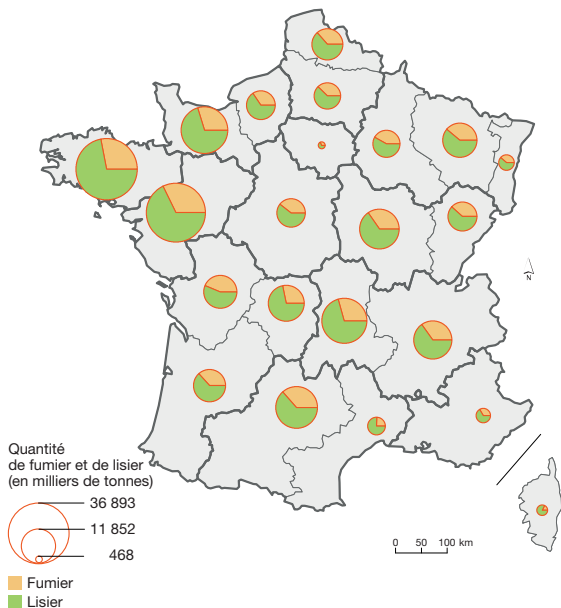 N
Quantité
de fumier et de lisier
(en milliers de tonnes)
36 893
11 852
468
0 50 100 km
Fumier
Lisier